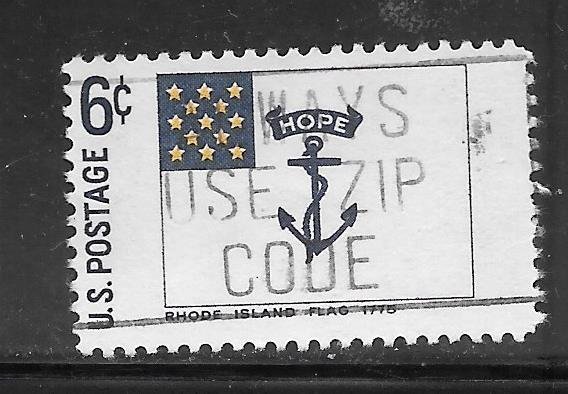 6¢
U.S. POSTAGE
HOPE
WAYS
USE ZIP
CODE
RHODE ISLAND FLAG 1775